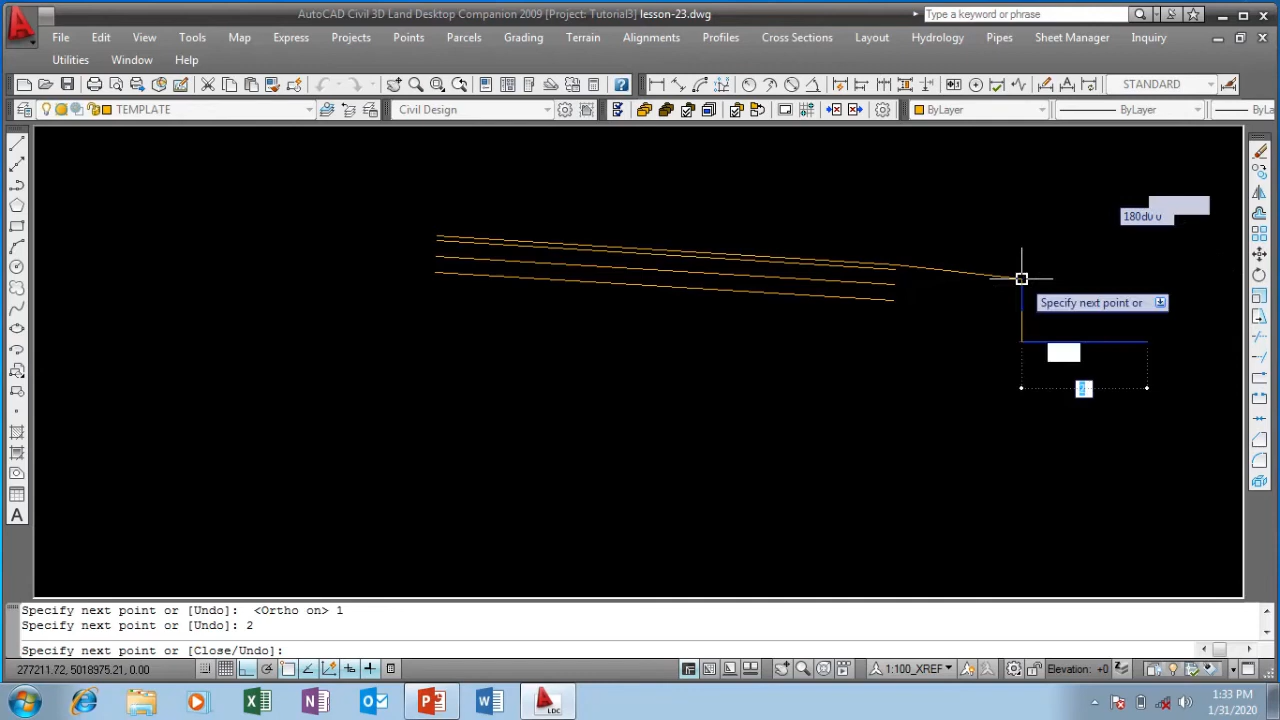 AutoCAD Civil 3D Land Desktop Companion 2009 [Project: Tutorial3] lesson-23.dwg
Type a keyword or phrase
File Edit View Tools Map Express Projects Points Parcels Grading Terrain Alignments Profiles Cross Sections Layout Hydrology Pipes Sheet Manager Inquiry
Utilities Window Help
STANDARD
TEMPLATE Civil Design ByLayer ByLayer ByLa
Specify next point or
Specify next point or [Undo]: <Ortho on> 1
Specify next point or [Undo]: 2
Specify next point or [Close/Undo]:
277211.72, 5018975.21, 0.00 1:100_XREF Elevation: +0
LDC
1:33 PM
1/31/2020